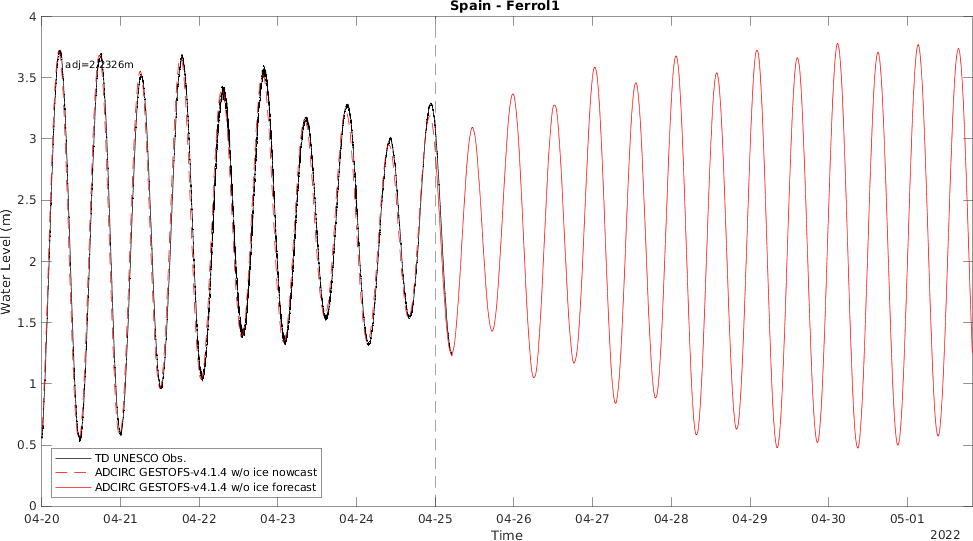 Spain - Ferrol1
4
3.5
3
2.5
2
1.5
1
0.5
0
Water Level (m)
adj=2.2326m
TD UNESCO Obs.
ADCIRC GESTOFS-v4.1.4 w/o ice nowcast
ADCIRC GESTOFS-v4.1.4 w/o ice forecast
04-20 04-21 04-22 04-23 04-24 04-25 04-26 04-27 04-28 04-29 04-30 05-01
Time
2022